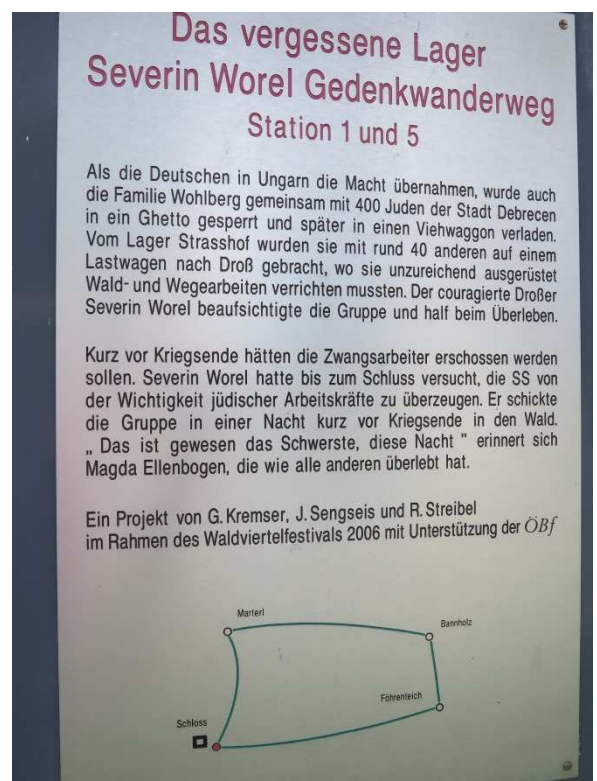 Das vergessene Lager
Severin Worel Gedenkwanderweg
Station 1 und 5
Als die Deutschen in Ungarn die Macht übernahmen, wurde auch
die Familie Wohlberg gemeinsam mit 400 Juden der Stadt Debrecen
in ein Ghetto gesperrt und später in einen Viehwaggon verladen.
Vom Lager Strasshof wurden sie mit rund 40 anderen auf einem
Lastwagen nach Droß gebracht, wo sie unzureichend ausgerüstet
Wald- und Wegearbeiten verrichten mussten. Der couragierte Droßer
Severin Worel beaufsichtigte die Gruppe und half beim Überleben.
Kurz vor Kriegsende hätten die Zwangsarbeiter erschossen werden
sollen. Severin Worel hatte bis zum Schluss versucht, die SS von
der Wichtigkeit jüdischer Arbeitskräfte zu überzeugen. Er schickte
die Gruppe in einer Nacht kurz vor Kriegsende in den Wald.
„ Das ist gewesen das Schwerste, diese Nacht " erinnert sich
Magda Ellenbogen, die wie alle anderen überlebt hat.
Ein Projekt von G. Kremser, J. Sengseis und R. Streibel
im Rahmen des Waldviertelfestivals 2006 mit Unterstützung der ÖBf
Marterl
Bannholz
Föhrenteich
Schloss